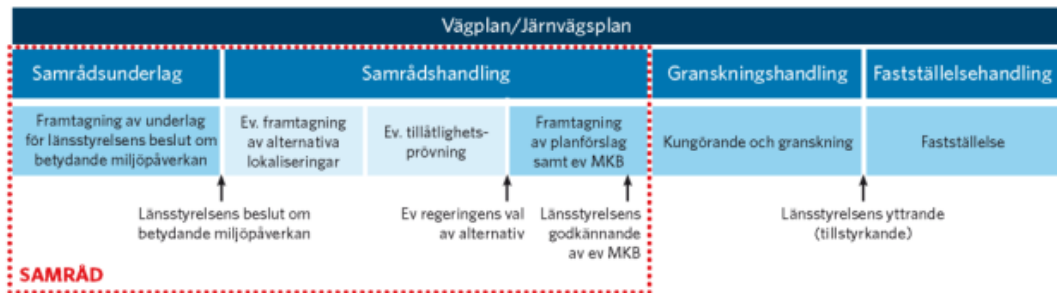 Vägplan/Järnvägsplan
Samrådsunderlag
Samrådshandling
Granskningshandling
Fastställelsehandling
Framtagning av underlag
för länsstyrelsens beslut om
betydande miljöpåverkan
Ev. framtagning
av alternativa
lokaliseringar
Ev. tillåtlighets-
prövning
Framtagning
av planförslag
samt ev MKB
Kungörande och granskning
Fastställelse
Länsstyrelsens beslut om
betydande miljöpåverkan
Ev regeringens val
av alternativ
Länsstyrelsens
godkännande
av ev MKB
Länsstyrelsens yttrande
(tillstyrkande)
SAMRÅD